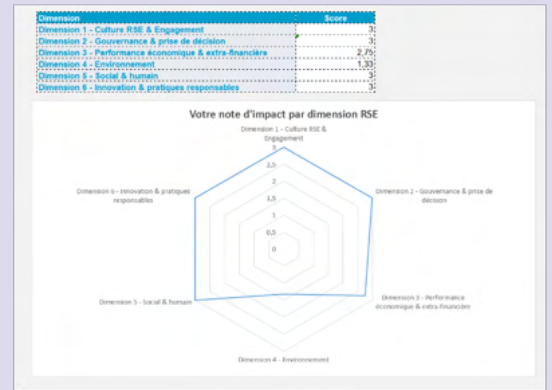 Dimension Score
Dimension 1 - Culture RSE & Engagement 3
Dimension 2 - Gouvernance & prise de décision 3
Dimension 3 - Performance économique & extra-financière 2,75
Dimension 4 - Environnement 1,33
Dimension 5 - Social & humain 3
Dimension 6 - Innovation & pratiques responsables 3
Votre note d'impact par dimension RSE
Dimension 1 - Culture RSE &
Engagement
3
2,5
2
1,5
1
0,5
0
Dimension 2 - Gouvernance & prise de
décision
Dimension 3 - Performance
économique & extra-financière
Dimension 4 - Environnement
Dimension 5 - Social & humain
Dimension 6 - Innovation & pratiques
responsables